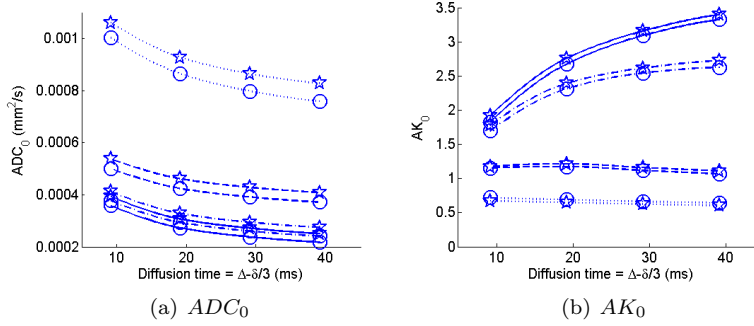 ADC₀ (mm²/s)
0.001
0.0008
0.0006
0.0004
0.0002
10 20 30 40
Diffusion time = Δ-δ/3 (ms)
(a) ADC₀
AK₀
3.5
3
2.5
2
1.5
1
0.5
0
10 20 30 40
Diffusion time = Δ-δ/3 (ms)
(b) AK₀